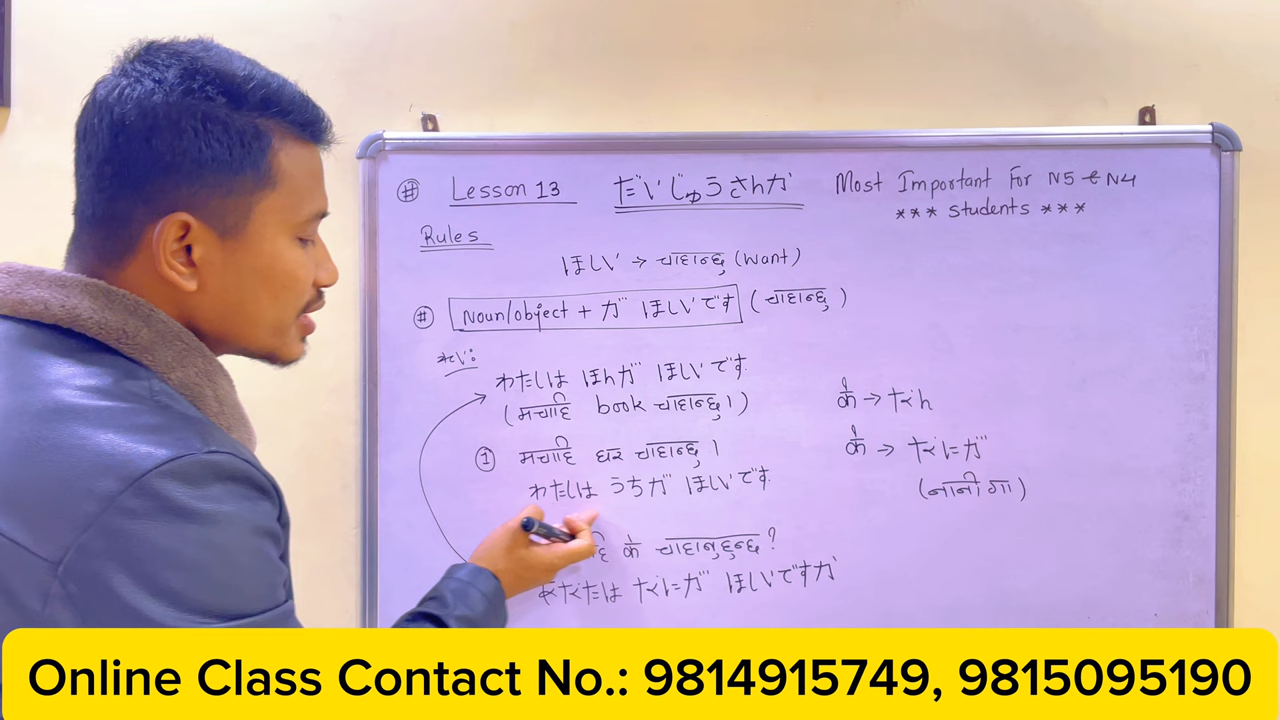 # Lesson 13 だいじゅうさんか Most Important For N5 & N4
*** students ***
Rules
ほしい → चाहान्छु (want)
# Noun/object + が ほしいです (चाहान्छु)
れい:
わたしは ほんが ほしいです
(मचाहि book चाहान्छु।) के → なん
① मचाहि घर चाहान्छु । के → なにが
わたしは うちが ほしいです (नानी गा)
हि के चाहानुहुन्छ ?
あなたは なにが ほしいですか
Online Class Contact No.: 9814915749, 9815095190